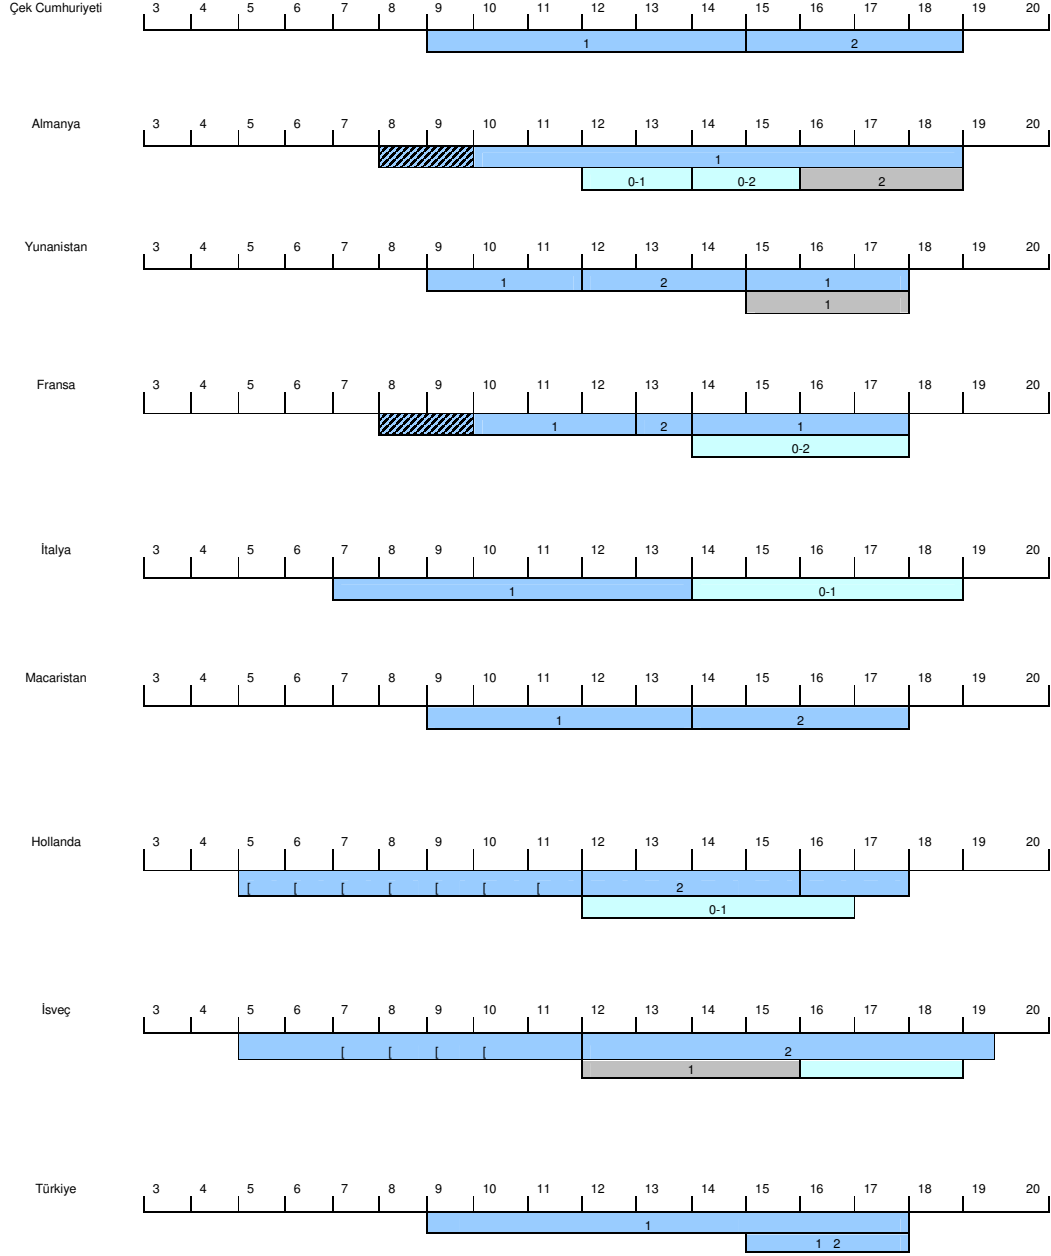 Çek Cumhuriyeti 3 4 5 6 7 8 9 10 11 12 13 14 15 16 17 18 19 20
1 2
Almanya 3 4 5 6 7 8 9 10 11 12 13 14 15 16 17 18 19 20
1
0-1 0-2 2
Yunanistan 3 4 5 6 7 8 9 10 11 12 13 14 15 16 17 18 19 20
1 2 1
1
Fransa 3 4 5 6 7 8 9 10 11 12 13 14 15 16 17 18 19 20
1 2 1
0-2
İtalya 3 4 5 6 7 8 9 10 11 12 13 14 15 16 17 18 19 20
1 0-1
Macaristan 3 4 5 6 7 8 9 10 11 12 13 14 15 16 17 18 19 20
1 2
Hollanda 3 4 5 6 7 8 9 10 11 12 13 14 15 16 17 18 19 20
[ [ [ [ [ [ [ 2
0-1
İsveç 3 4 5 6 7 8 9 10 11 12 13 14 15 16 17 18 19 20
[ [ [ [ 2
1
Türkiye 3 4 5 6 7 8 9 10 11 12 13 14 15 16 17 18 19 20
1
1 2